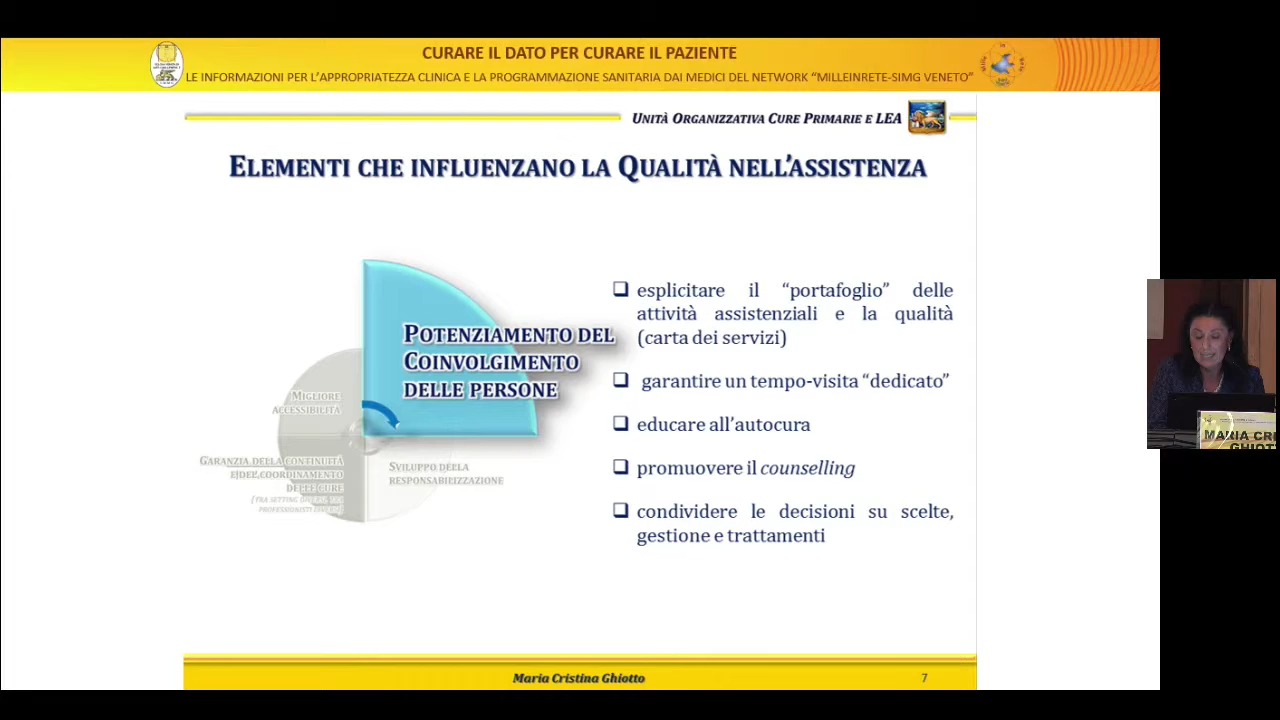 CURARE IL DATO PER CURARE IL PAZIENTE
LE INFORMAZIONI PER L'APPROPRIATEZZA CLINICA E LA PROGRAMMAZIONE SANITARIA DAI MEDICI DEL NETWORK "MILLEINRETE-SIMG VENETO"
UNITÀ ORGANIZZATIVA CURE PRIMARIE E LEA
ELEMENTI CHE INFLUENZANO LA QUALITÀ NELL'ASSISTENZA
POTENZIAMENTO DEL
COINVOLGIMENTO
DELLE PERSONE
MIGLIORE
ACCESSIBILITÀ
GARANZIA DELLA CONTINUITÀ
E DEL COORDINAMENTO
DELLE CURE
SVILUPPO DELLA
RESPONSABILIZZAZIONE
esplicitare il “portafoglio” delle
attività assistenziali e la qualità
(carta dei servizi)
garantire un tempo-visita “dedicato”
educare all’autocura
promuovere il counselling
condividere le decisioni su scelte,
gestione e trattamenti
Maria Cristina Ghiotto
7
MARIA CRI
GHIOT